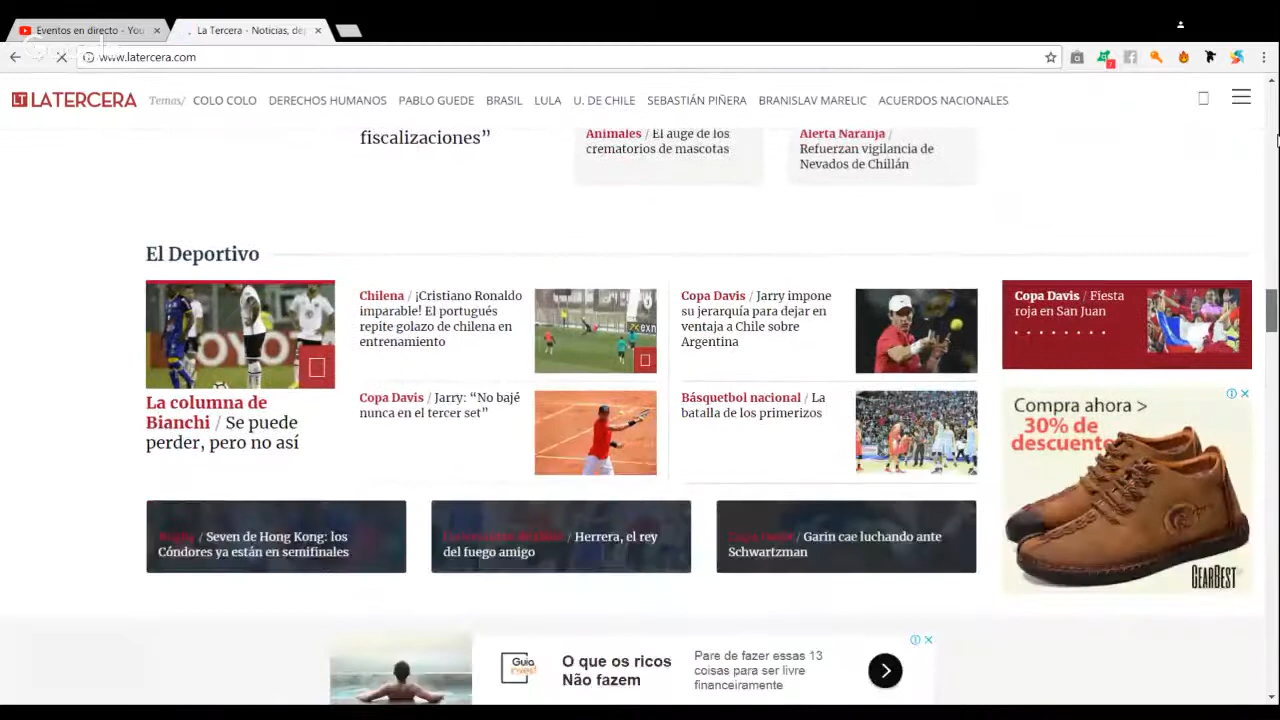 Eventos en directo - You
La Tercera - Noticias, dep
www.latercera.com
7
LT LATERCERA
Temas/ COLO COLO DERECHOS HUMANOS PABLO GUEDE BRASIL LULA U. DE CHILE SEBASTIÁN PIÑERA BRANISLAV MARELIC ACUERDOS NACIONALES
fiscalizaciones”
Animales / El auge de los
crematorios de mascotas
Alerta Naranja /
Refuerzan vigilancia de
Nevados de Chillán
El Deportivo
La columna de
Bianchi / Se puede
perder, pero no así
Chilena / ¡Cristiano Ronaldo
imparable! El portugués
repite golazo de chilena en
entrenamiento
Copa Davis / Jarry: “No bajé
nunca en el tercer set”
Copa Davis / Jarry impone
su jerarquía para dejar en
ventaja a Chile sobre
Argentina
Básquetbol nacional / La
batalla de los primerizos
Copa Davis / Fiesta
roja en San Juan
Compra ahora >
30% de
descuento
GEARBEST
Rugby / Seven de Hong Kong: los
Cóndores ya están en semifinales
/ Herrera, el rey
del fuego amigo
Copa Davis / Garin cae luchando ante
Schwartzman
Guia
invest
O que os ricos
Não fazem
Pare de fazer essas 13
coisas para ser livre
financeiramente